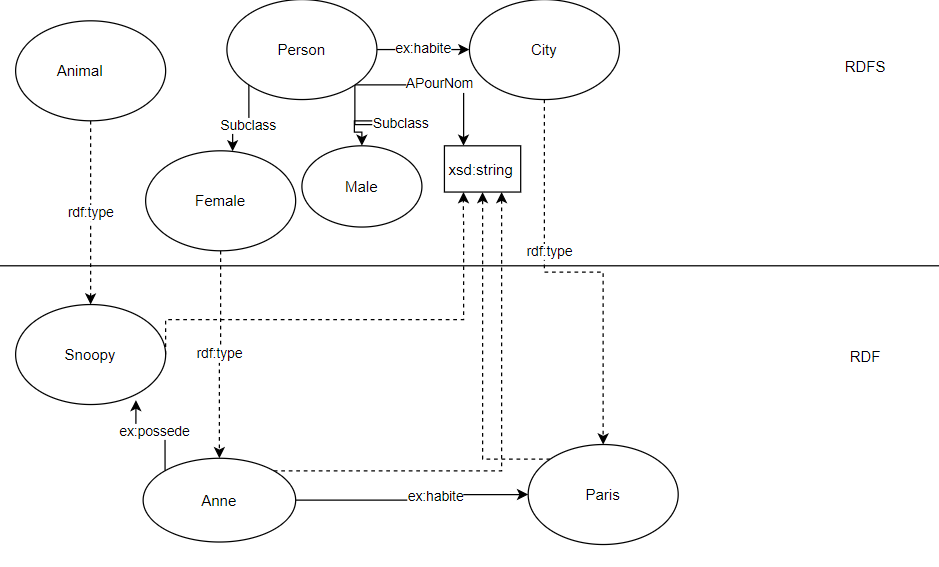 Person
ex:habite
City
Animal
RDFS
APourNom
Subclass
Subclass
xsd:string
Male
Female
rdf:type
rdf:type
Snoopy
rdf:type
RDF
ex:possede
Anne
ex:habite
Paris